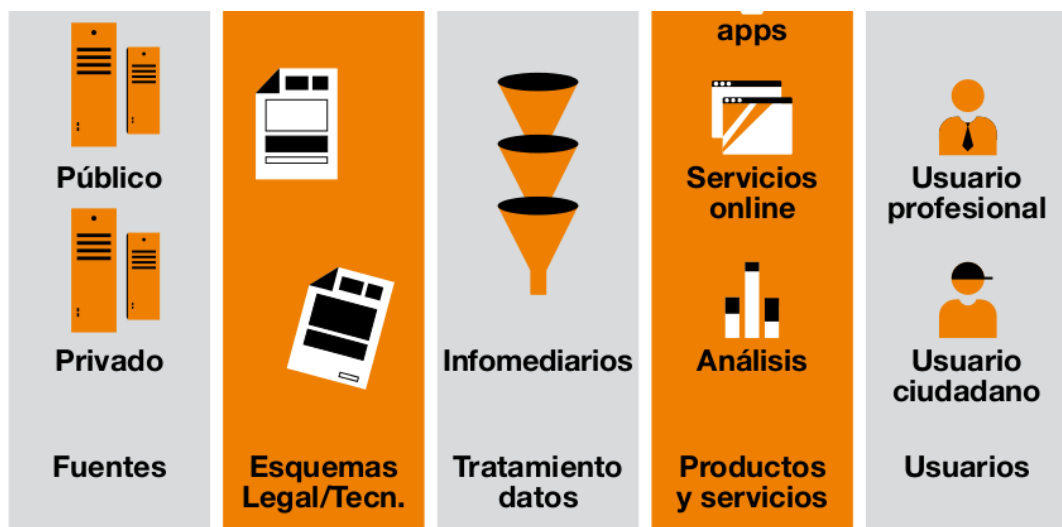 Público
Privado
Fuentes
Esquemas
Legal/Tecn.
Infomediarios
Tratamiento
datos
apps
Servicios
online
Análisis
Productos
y servicios
Usuario
profesional
Usuario
ciudadano
Usuarios